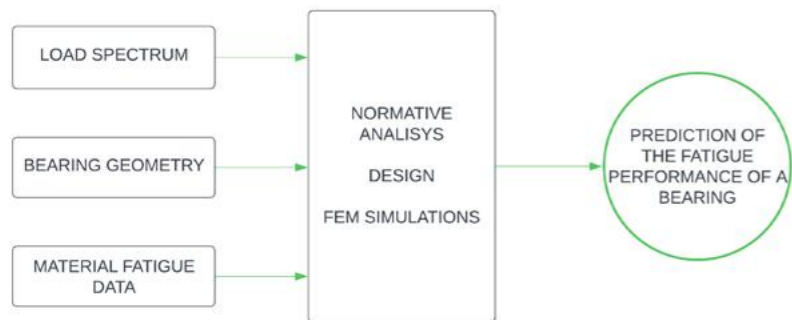 LOAD SPECTRUM
BEARING GEOMETRY
MATERIAL FATIGUE
DATA
NORMATIVE
ANALISYS
DESIGN
FEM SIMULATIONS
PREDICTION OF
THE FATIGUE
PERFORMANCE OF A
BEARING